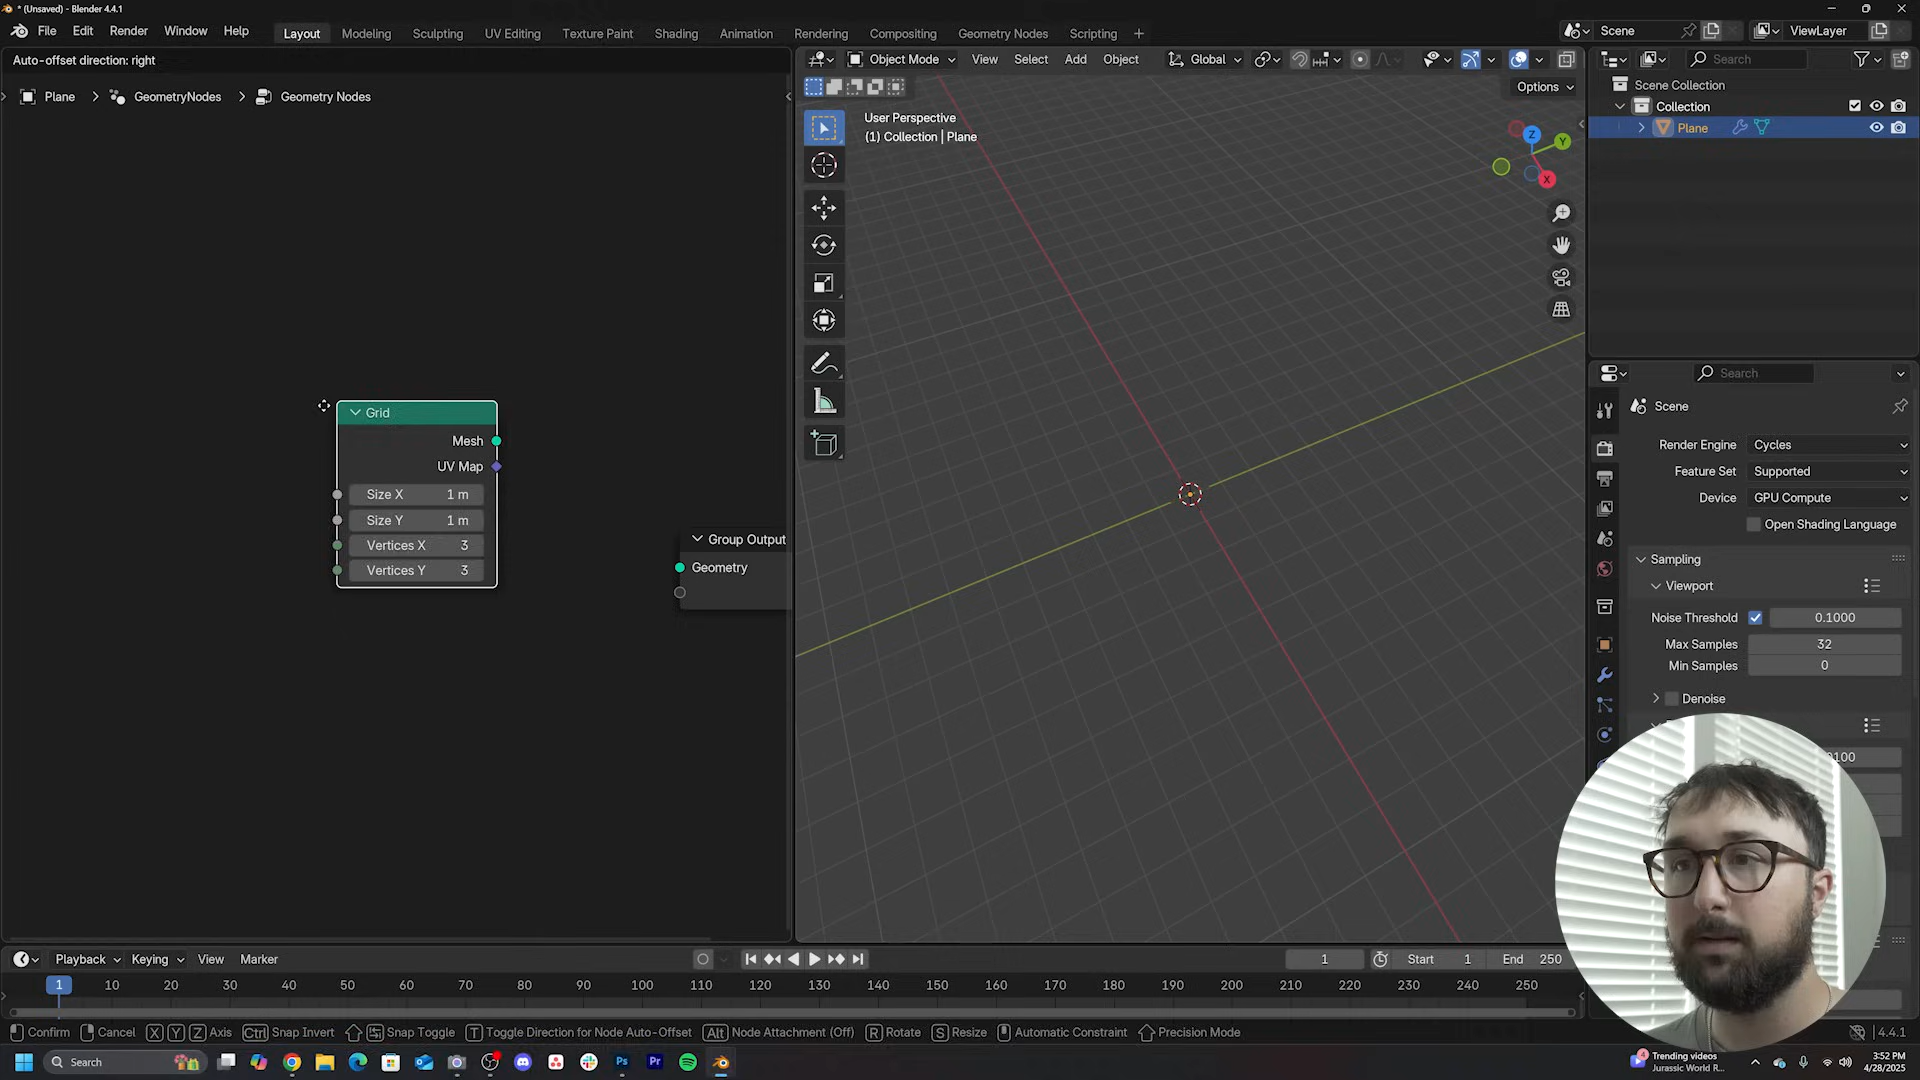 * (Unsaved) - Blender 4.4.1
File Edit Render Window Help
Layout Modeling Sculpting UV Editing Texture Paint Shading Animation Rendering Compositing Geometry Nodes Scripting
Scene
ViewLayer
Auto-offset direction: right
Object Mode View Select Add Object Global
Search
Plane GeometryNodes Geometry Nodes
Options
User Perspective
(1) Collection | Plane
Z
Y
X
Scene Collection
Collection
Plane
Grid
Mesh
UV Map
Size X 1 m
Size Y 1 m
Vertices X 3
Vertices Y 3
Group Output
Geometry
Search
Scene
Render Engine Cycles
Feature Set Supported
Device GPU Compute
Open Shading Language
Sampling
Viewport
Noise Threshold 0.1000
Max Samples 32
Min Samples 0
Denoise
Playback Keying View Marker
1 Start 1 End 250
1 10 20 30 40 50 60 70 80 90 100 110 120 130 140 150 160 170 180 190 200 210 220 230 240 250
Confirm Cancel X Y Z Axis Ctrl Snap Invert Snap Toggle T Toggle Direction for Node Auto-Offset Alt Node Attachment (Off) R Rotate S Resize Automatic Constraint Precision Mode
4.4.1
Search
Ps
Pr
4
Trending videos
Jurassic World R...
3:52 PM
4/28/2025